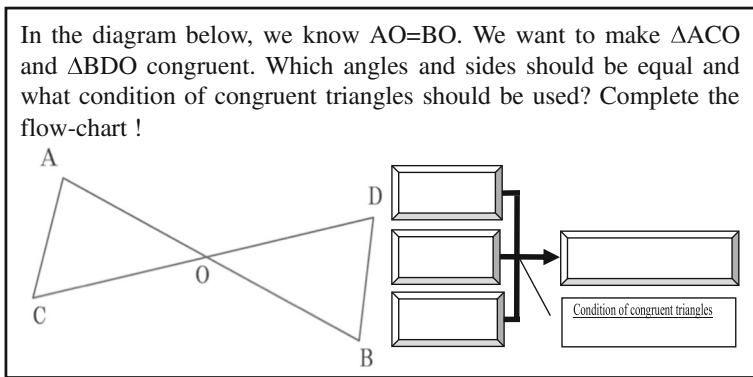 In the diagram below, we know AO=BO. We want to make ΔACO
and ΔBDO congruent. Which angles and sides should be equal and
what condition of congruent triangles should be used? Complete the
flow-chart !
A
D
O
C
B
Condition of congruent triangles